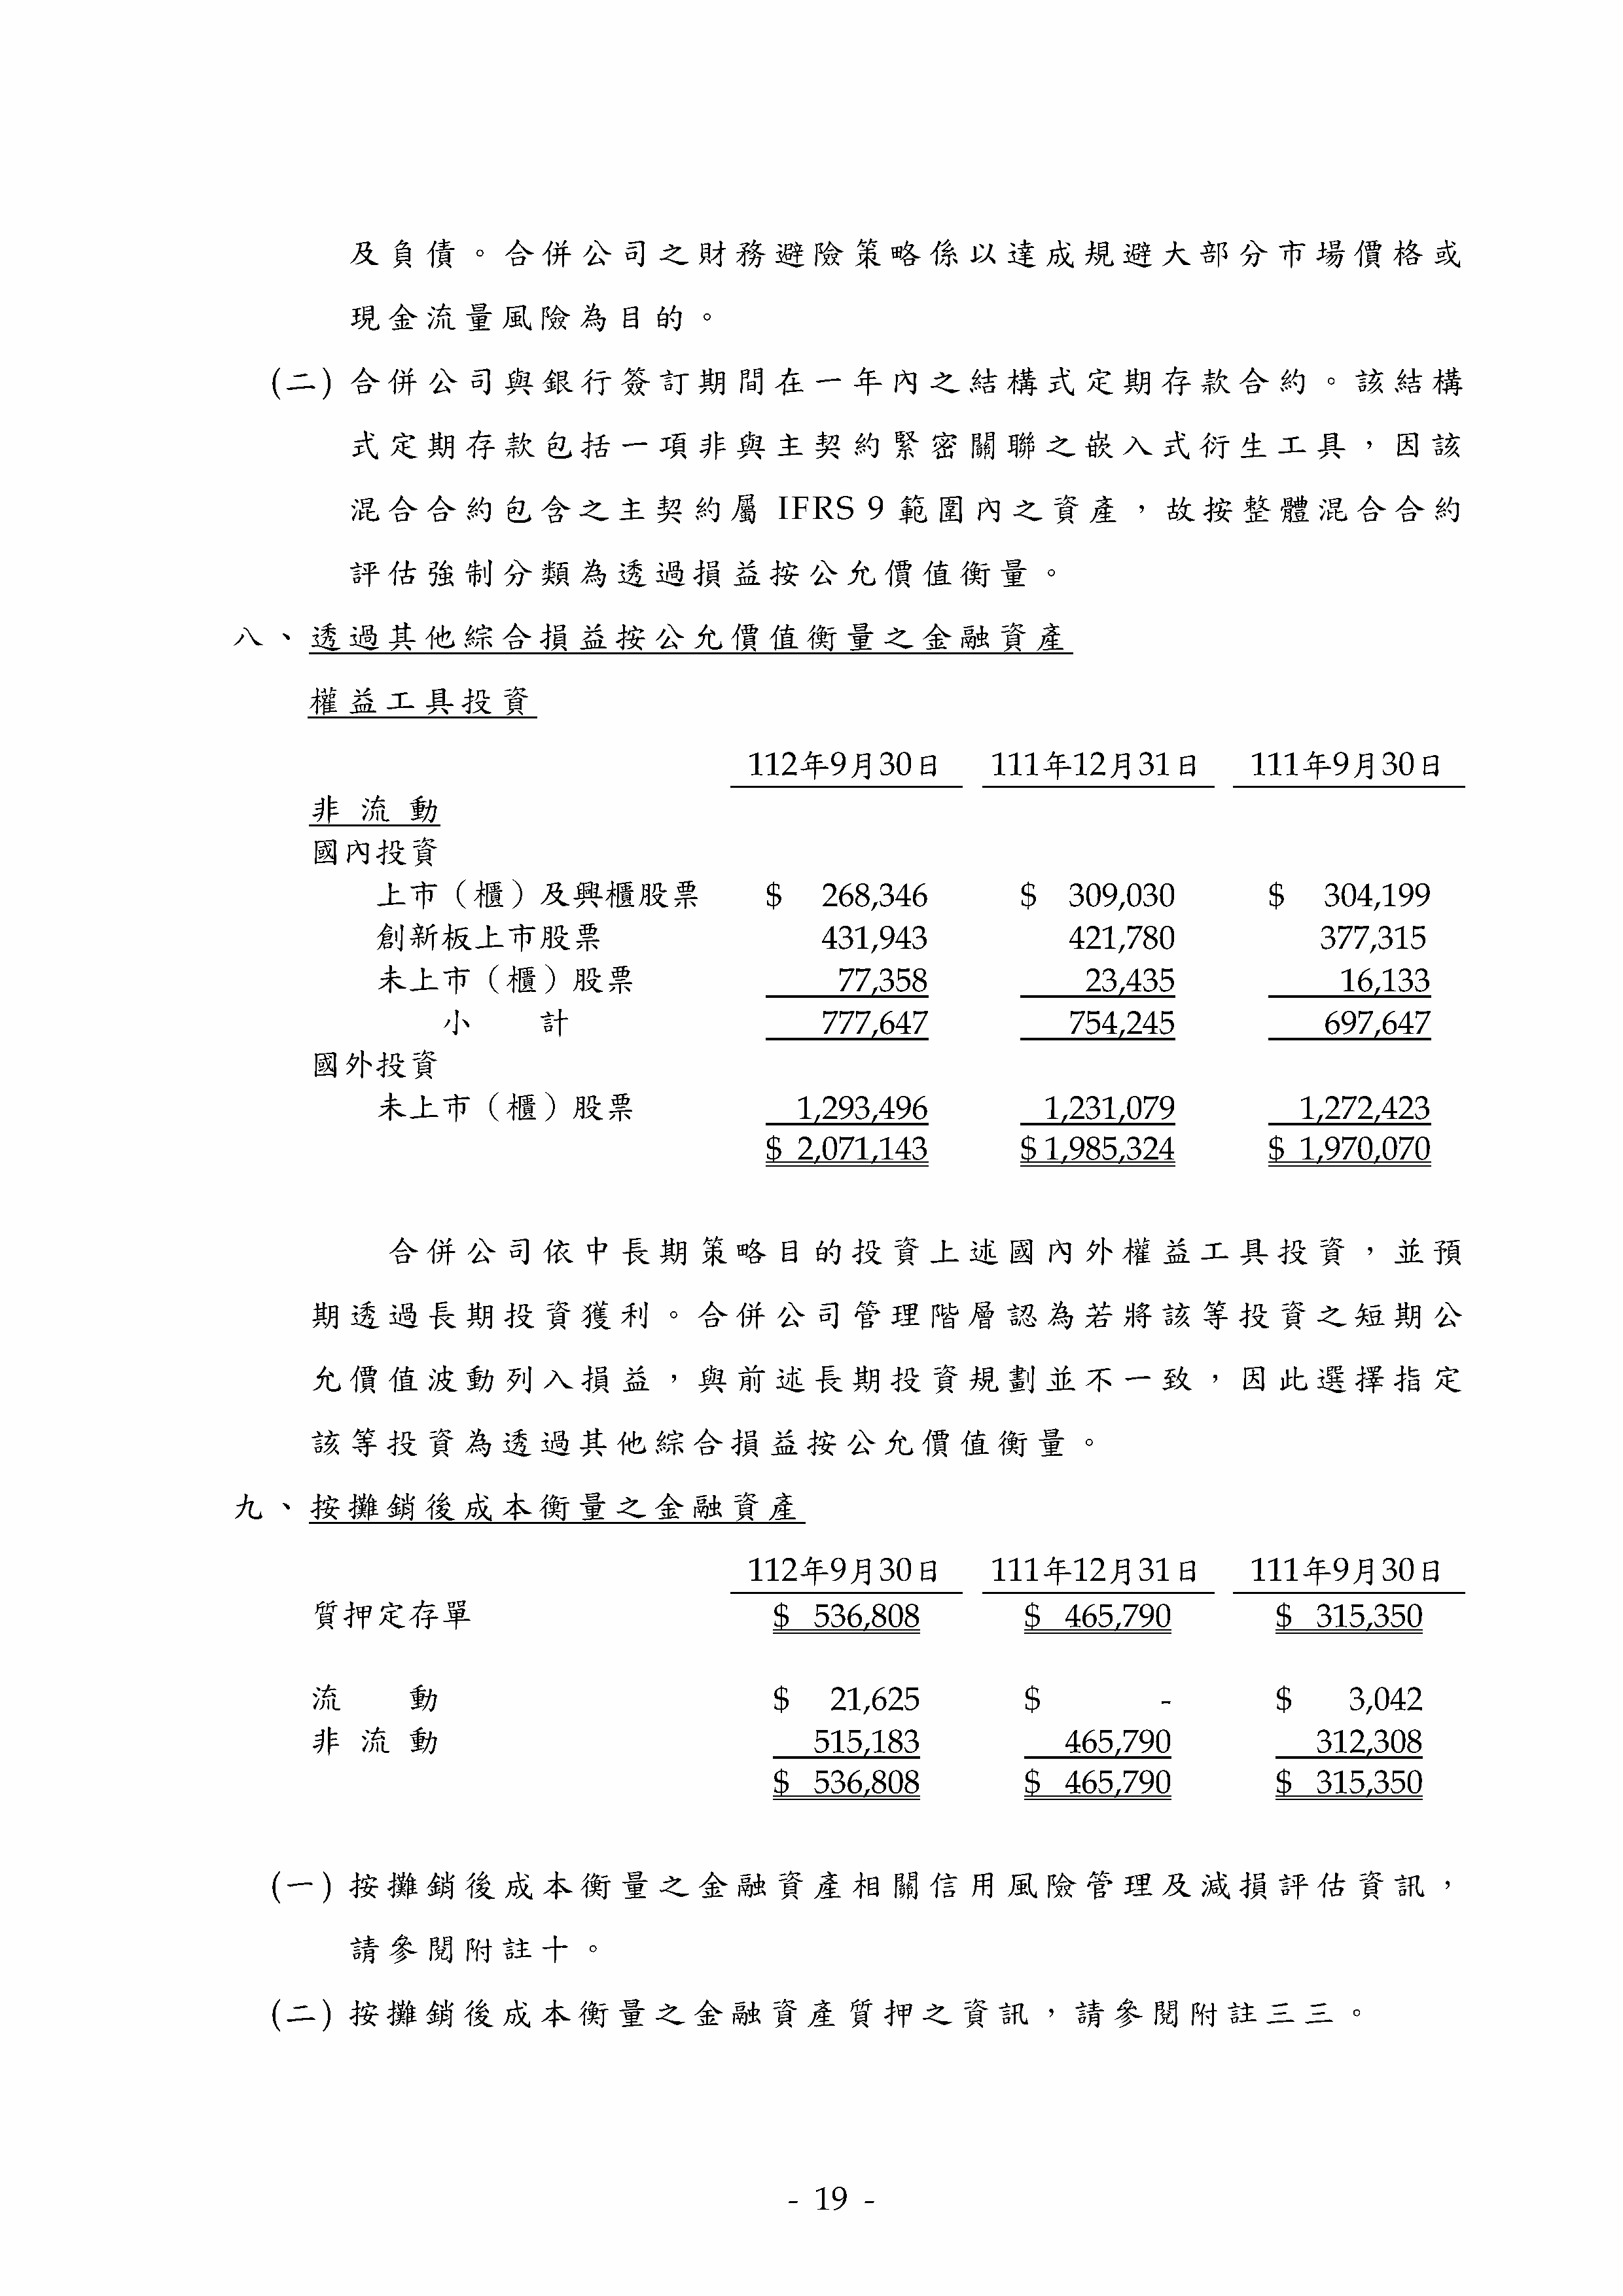 及負債。合併公司之財務避險策略係以達成規避大部分市場價格或
現金流量風險為目的。
(二) 合併公司與銀行簽訂期間在一年內之結構式定期存款合約。該結構
式定期存款包括一項非與主契約緊密關聯之嵌入式衍生工具，因該
混合合約包含之主契約屬 IFRS 9 範圍內之資產，故按整體混合合約
評估強制分類為透過損益按公允價值衡量。
八、透過其他綜合損益按公允價值衡量之金融資產
權益工具投資
112年9月30日 111年12月31日 111年9月30日
非 流 動
國內投資
上市（櫃）及興櫃股票 $ 268,346 $ 309,030 $ 304,199
創新板上市股票 431,943 421,780 377,315
未上市（櫃）股票 77,358 23,435 16,133
小　　計 777,647 754,245 697,647
國外投資
未上市（櫃）股票 1,293,496 1,231,079 1,272,423
$ 2,071,143 $ 1,985,324 $ 1,970,070
合併公司依中長期策略目的投資上述國內外權益工具投資，並預
期透過長期投資獲利。合併公司管理階層認為若將該等投資之短期公
允價值波動列入損益，與前述長期投資規劃並不一致，因此選擇指定
該等投資為透過其他綜合損益按公允價值衡量。
九、按攤銷後成本衡量之金融資產
112年9月30日 111年12月31日 111年9月30日
質押定存單 $ 536,808 $ 465,790 $ 315,350
流　　動 $ 21,625 $ - $ 3,042
非 流 動 515,183 465,790 312,308
$ 536,808 $ 465,790 $ 315,350
(一) 按攤銷後成本衡量之金融資產相關信用風險管理及減損評估資訊，
請參閱附註十。
(二) 按攤銷後成本衡量之金融資產質押之資訊，請參閱附註三三。
- 19 -